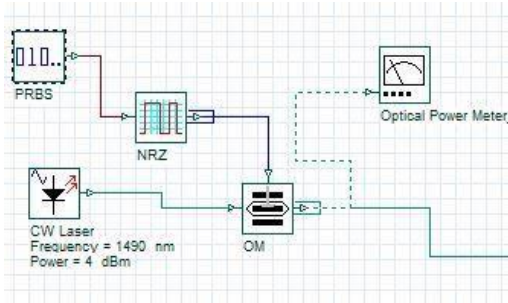 010..
PRBS
NRZ
Optical Power Meter
CW Laser
Frequency = 1490 nm
Power = 4 dBm
OM